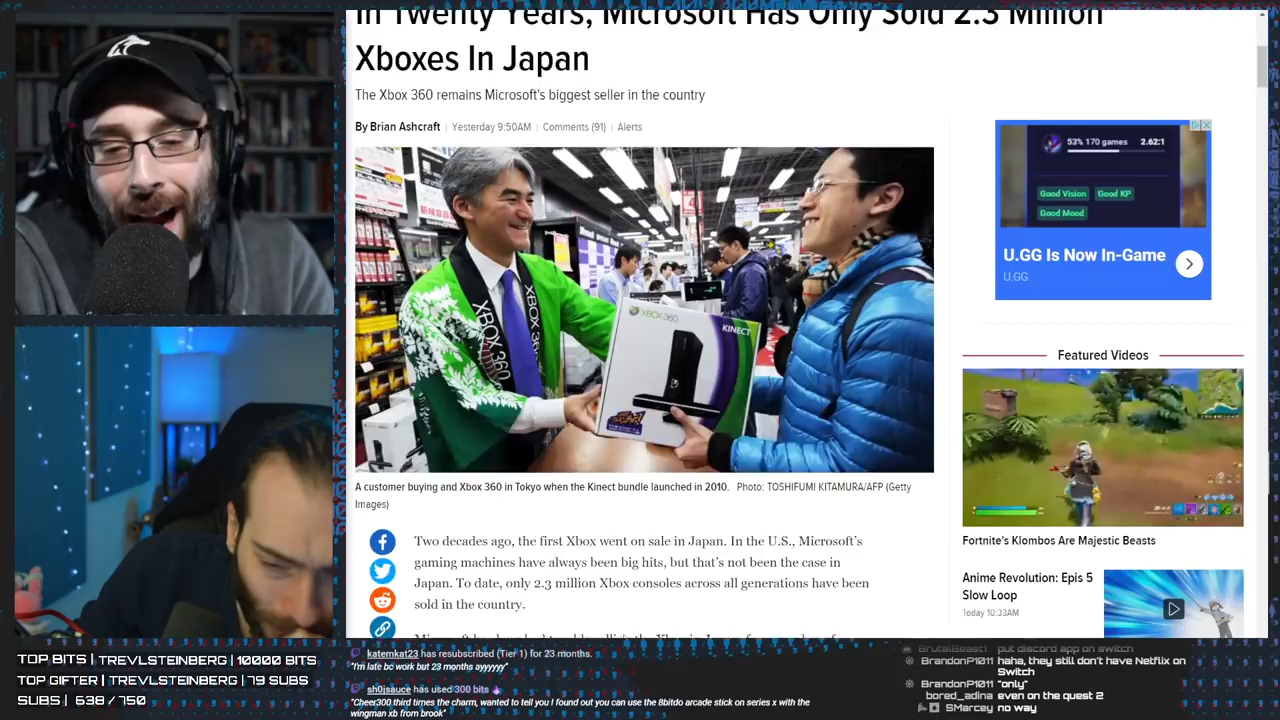 In Twenty Years, Microsoft Has Only Sold 2.3 Million
Xboxes In Japan
The Xbox 360 remains Microsoft's biggest seller in the country
By Brian Ashcraft | Yesterday 9:50AM | Comments (91) | Alerts
XBOX 360
XBOX 360
XBOX 360
KINECT
A customer buying and Xbox 360 in Tokyo when the Kinect bundle launched in 2010. Photo: TOSHIFUMI KITAMURA/AFP (Getty
Images)
Two decades ago, the first Xbox went on sale in Japan. In the U.S., Microsoft's
gaming machines have always been big hits, but that's not been the case in
Japan. To date, only 2.3 million Xbox consoles across all generations have been
sold in the country.
53% 170 games 2.62:1
Good Vision Good KP
Good Mood
U.GG Is Now In-Game
U.GG
Featured Videos
Fortnite's Klombos Are Majestic Beasts
Anime Revolution: Epis 5
Slow Loop
Today 10:33AM
TOP BITS | TREVLSTEINBERG | 10000 BITS
TOP GIFTER | TREVLSTEINBERG | 79 SUBS
SUBS | 638 / 750
katemkat23 has resubscribed (Tier 1) for 23 months.
"I'm late bc work but 23 months ayyyyyy"
sh0jsauce has used 300 bits
"Cheer300 third times the charm, wanted to tell you I found out you can use the 8bitdo arcade stick on series x with the
wingman xb from brook"
BrutalBeast1 put discord app on switch
BrandonP1011 haha, they still don't have Netflix on
Switch
BrandonP1011 *only*
bored_adina even on the quest 2
SMarcey no way